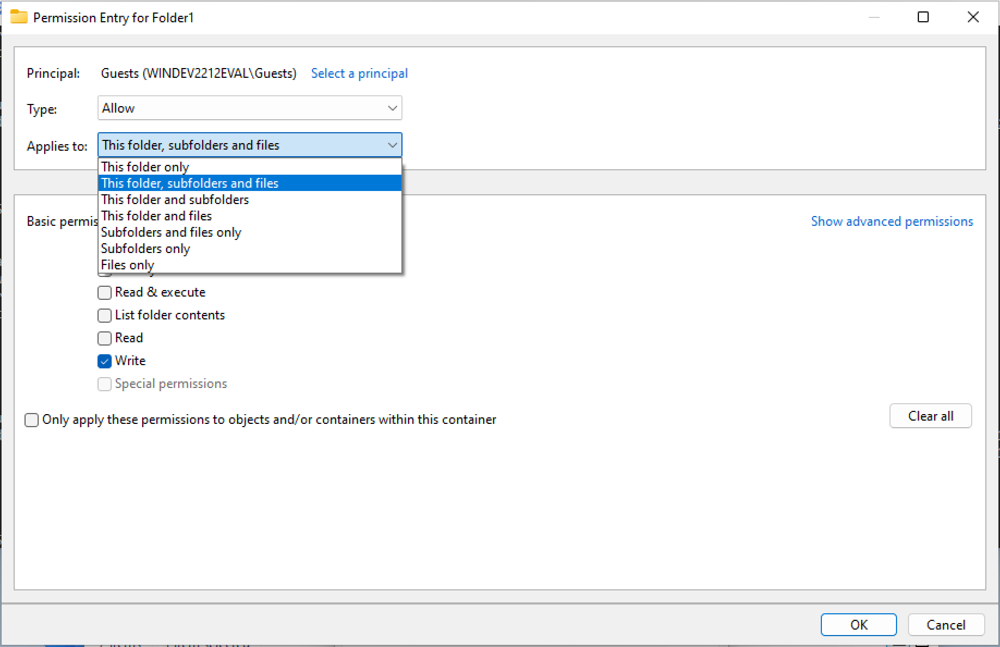 Permission Entry for Folder1
Principal: Guests (WINDEV2212EVAL\Guests) Select a principal
Type: Allow
Applies to: This folder, subfolders and files
This folder only
This folder, subfolders and files
This folder and subfolders
This folder and files
Subfolders and files only
Subfolders only
Files only
Basic permis
Show advanced permissions
Read & execute
List folder contents
Read
Write
Special permissions
Only apply these permissions to objects and/or containers within this container
Clear all
OK Cancel